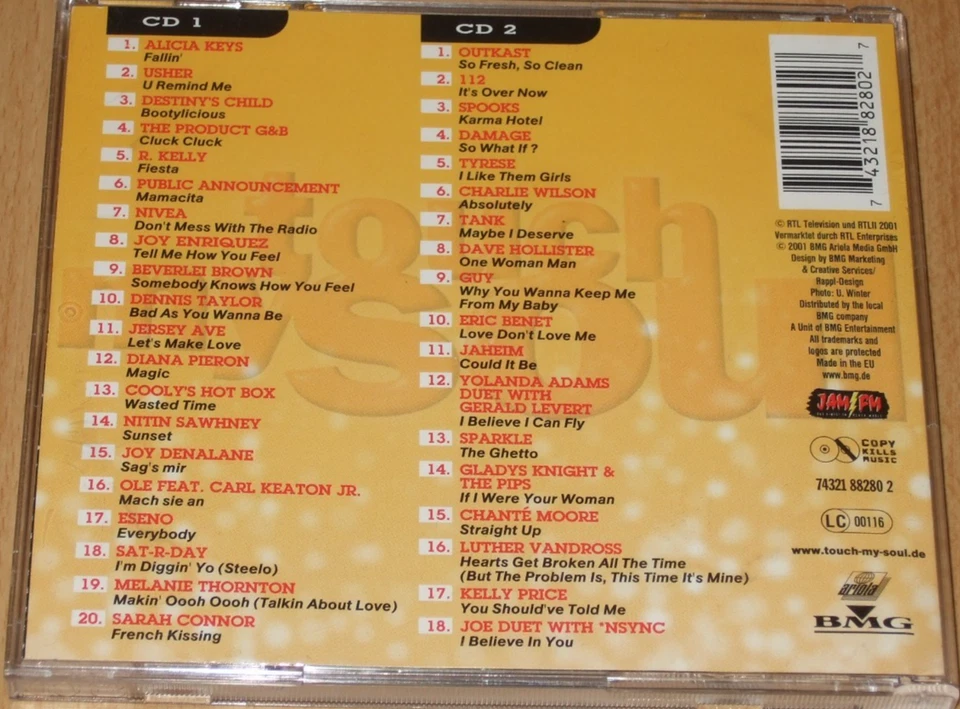 CD 1
1. ALICIA KEYS
Fallin'
2. USHER
U Remind Me
3. DESTINY'S CHILD
Bootylicious
4. THE PRODUCT G&B
Cluck Cluck
5. R. KELLY
Fiesta
6. PUBLIC ANNOUNCEMENT
Mamacita
7. NIVEA
Don't Mess With The Radio
8. JOY ENRIQUEZ
Tell Me How You Feel
9. BEVERLEI BROWN
Somebody Knows How You Feel
10. DENNIS TAYLOR
Bad As You Wanna Be
11. JERSEY AVE
Let's Make Love
12. DIANA PIERON
Magic
13. COOLY'S HOT BOX
Wasted Time
14. NITIN SAWHNEY
Sunset
15. JOY DENALANE
Sag's mir
16. OLE FEAT. CARL KEATON JR.
Mach sie an
17. ESENO
Everybody
18. SAT-R-DAY
I'm Diggin' Yo (Steelo)
19. MELANIE THORNTON
Makin' Oooh Oooh (Talkin About Love)
20. SARAH CONNOR
French Kissing
CD 2
1. OUTKAST
So Fresh, So Clean
2. 112
It's Over Now
3. SPOOKS
Karma Hotel
4. DAMAGE
So What If ?
5. TYRESE
I Like Them Girls
6. CHARLIE WILSON
Absolutely
7. TANK
Maybe I Deserve
8. DAVE HOLLISTER
One Woman Man
9. GUY
Why You Wanna Keep Me
From My Baby
10. ERIC BENET
Love Don't Love Me
11. JAHEIM
Could It Be
12. YOLANDA ADAMS
DUET WITH
GERALD LEVERT
I Believe I Can Fly
13. SPARKLE
The Ghetto
14. GLADYS KNIGHT &
THE PIPS
If I Were Your Woman
15. CHANTÉ MOORE
Straight Up
16. LUTHER VANDROSS
Hearts Get Broken All The Time
(But The Problem Is, This Time It's Mine)
17. KELLY PRICE
You Should've Told Me
18. JOE DUET WITH *NSYNC
I Believe In You
touch
my soul
7 43218 82802 7
© RTL Television und RTLII 2001
Vermarktet durch RTL Enterprises
℗ © 2001 BMG Ariola Media GmbH
Design by BMG Marketing
& Creative Services/
Rappl-Design
Photo: U. Winter
Distributed by the local
BMG company
A Unit of BMG Entertainment
All trademarks and
logos are protected
Made in the EU
www.bmg.de
JAM FM
COPY
KILLS
MUSIC
74321 88280 2
LC 00116
www.touch-my-soul.de
ariola
BMG